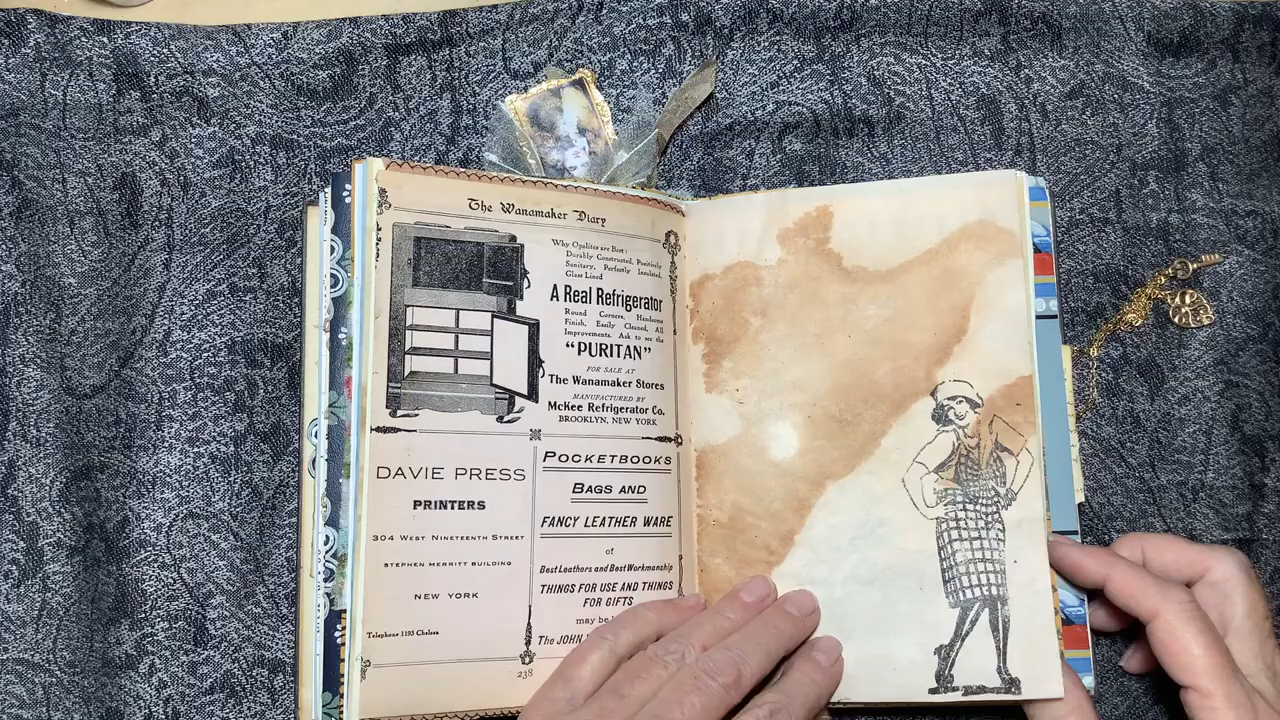 The Wanamaker Diary
Why Opalites are Best:
Durably Constructed, Positively
Sanitary, Perfectly Insulated,
Glass Lined
A Real Refrigerator
Round Corners, Handsome
Finish, Easily Cleaned, All
Improvements. Ask to see the
"PURITAN"
FOR SALE AT
The Wanamaker Stores
MANUFACTURED BY
McKee Refrigerator Co.
BROOKLYN, NEW YORK
DAVIE PRESS
PRINTERS
304 West Nineteenth Street
STEPHEN MERRITT BUILDING
NEW YORK
Telephone 1193 Chelsea
POCKETBOOKS
BAGS AND
FANCY LEATHER WARE
of
Best Leathers and Best Workmanship
THINGS FOR USE AND THINGS
FOR GIFTS
may be
The JOHN
238